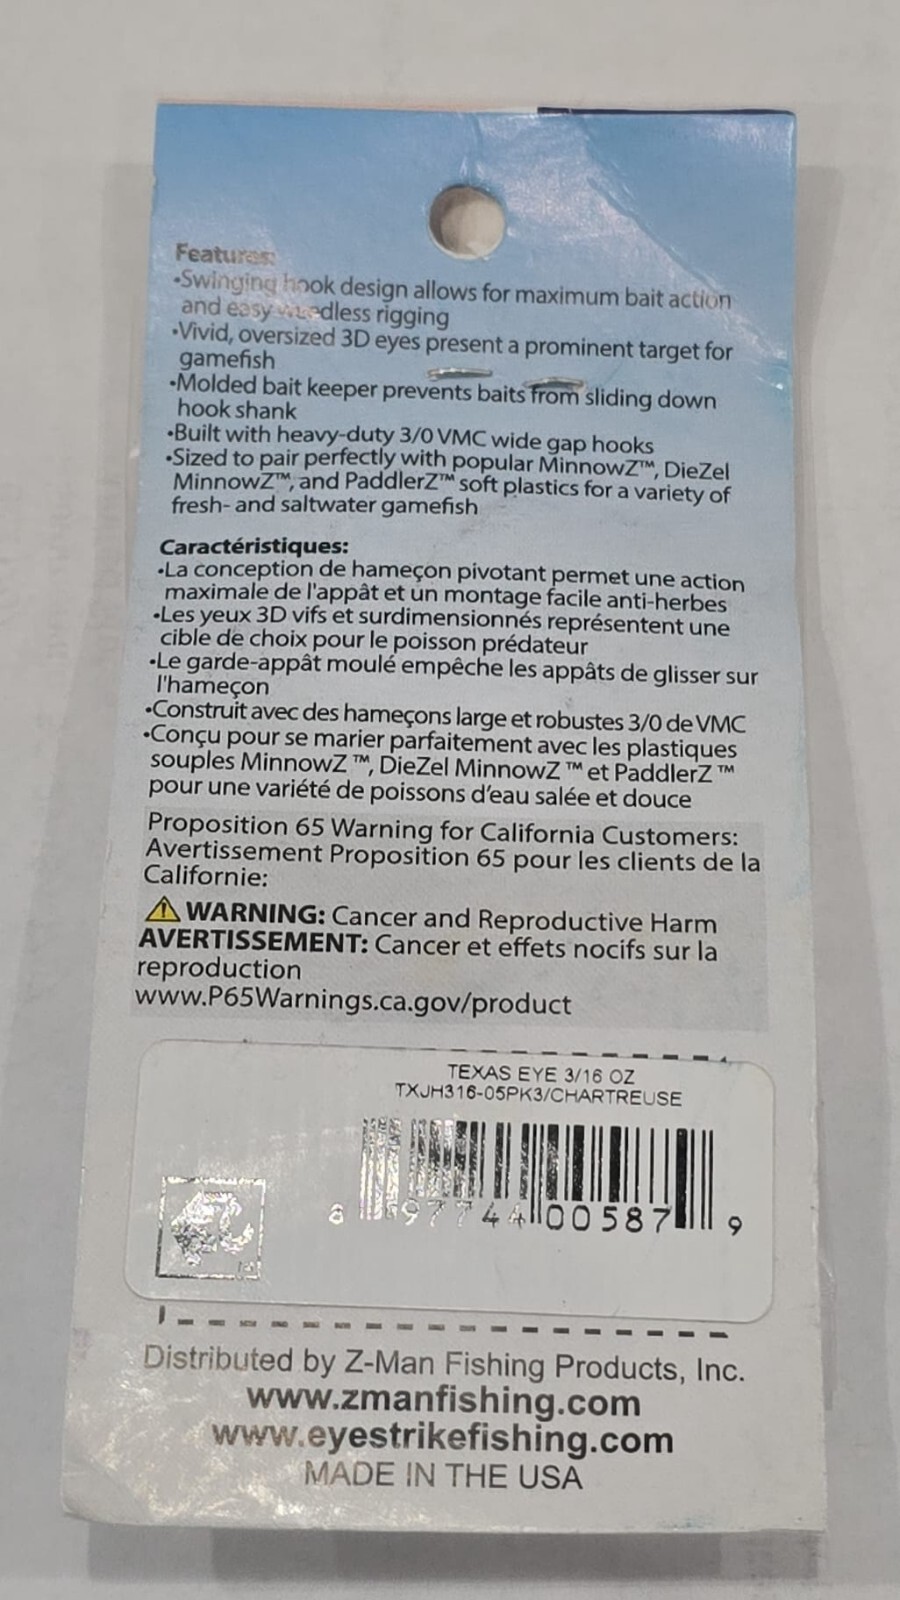 Features:
•Swinging hook design allows for maximum bait action
and easy weedless rigging
•Vivid, oversized 3D eyes present a prominent target for
gamefish
•Molded bait keeper prevents baits from sliding down
hook shank
•Built with heavy-duty 3/0 VMC wide gap hooks
•Sized to pair perfectly with popular MinnowZ™, DieZel
MinnowZ™, and PaddlerZ™ soft plastics for a variety of
fresh- and saltwater gamefish
Caractéristiques:
•La conception de hameçon pivotant permet une action
maximale de l'appât et un montage facile anti-herbes
•Les yeux 3D vifs et surdimensionnés représentent une
cible de choix pour le poisson prédateur
•Le garde-appât moulé empêche les appâts de glisser sur
l'hameçon
•Construit avec des hameçons large et robustes 3/0 de VMC
•Conçu pour se marier parfaitement avec les plastiques
souples MinnowZ ™, DieZel MinnowZ ™ et PaddlerZ ™
pour une variété de poissons d'eau salée et douce
Proposition 65 Warning for California Customers:
Avertissement Proposition 65 pour les clients de la
Californie:
WARNING: Cancer and Reproductive Harm
AVERTISSEMENT: Cancer et effets nocifs sur la
reproduction
www.P65Warnings.ca.gov/product
TEXAS EYE 3/16 OZ
TXJH316-05PK3/CHARTREUSE
8 97744 00587 9
Distributed by Z-Man Fishing Products, Inc.
www.zmanfishing.com
www.eyestrikefishing.com
MADE IN THE USA